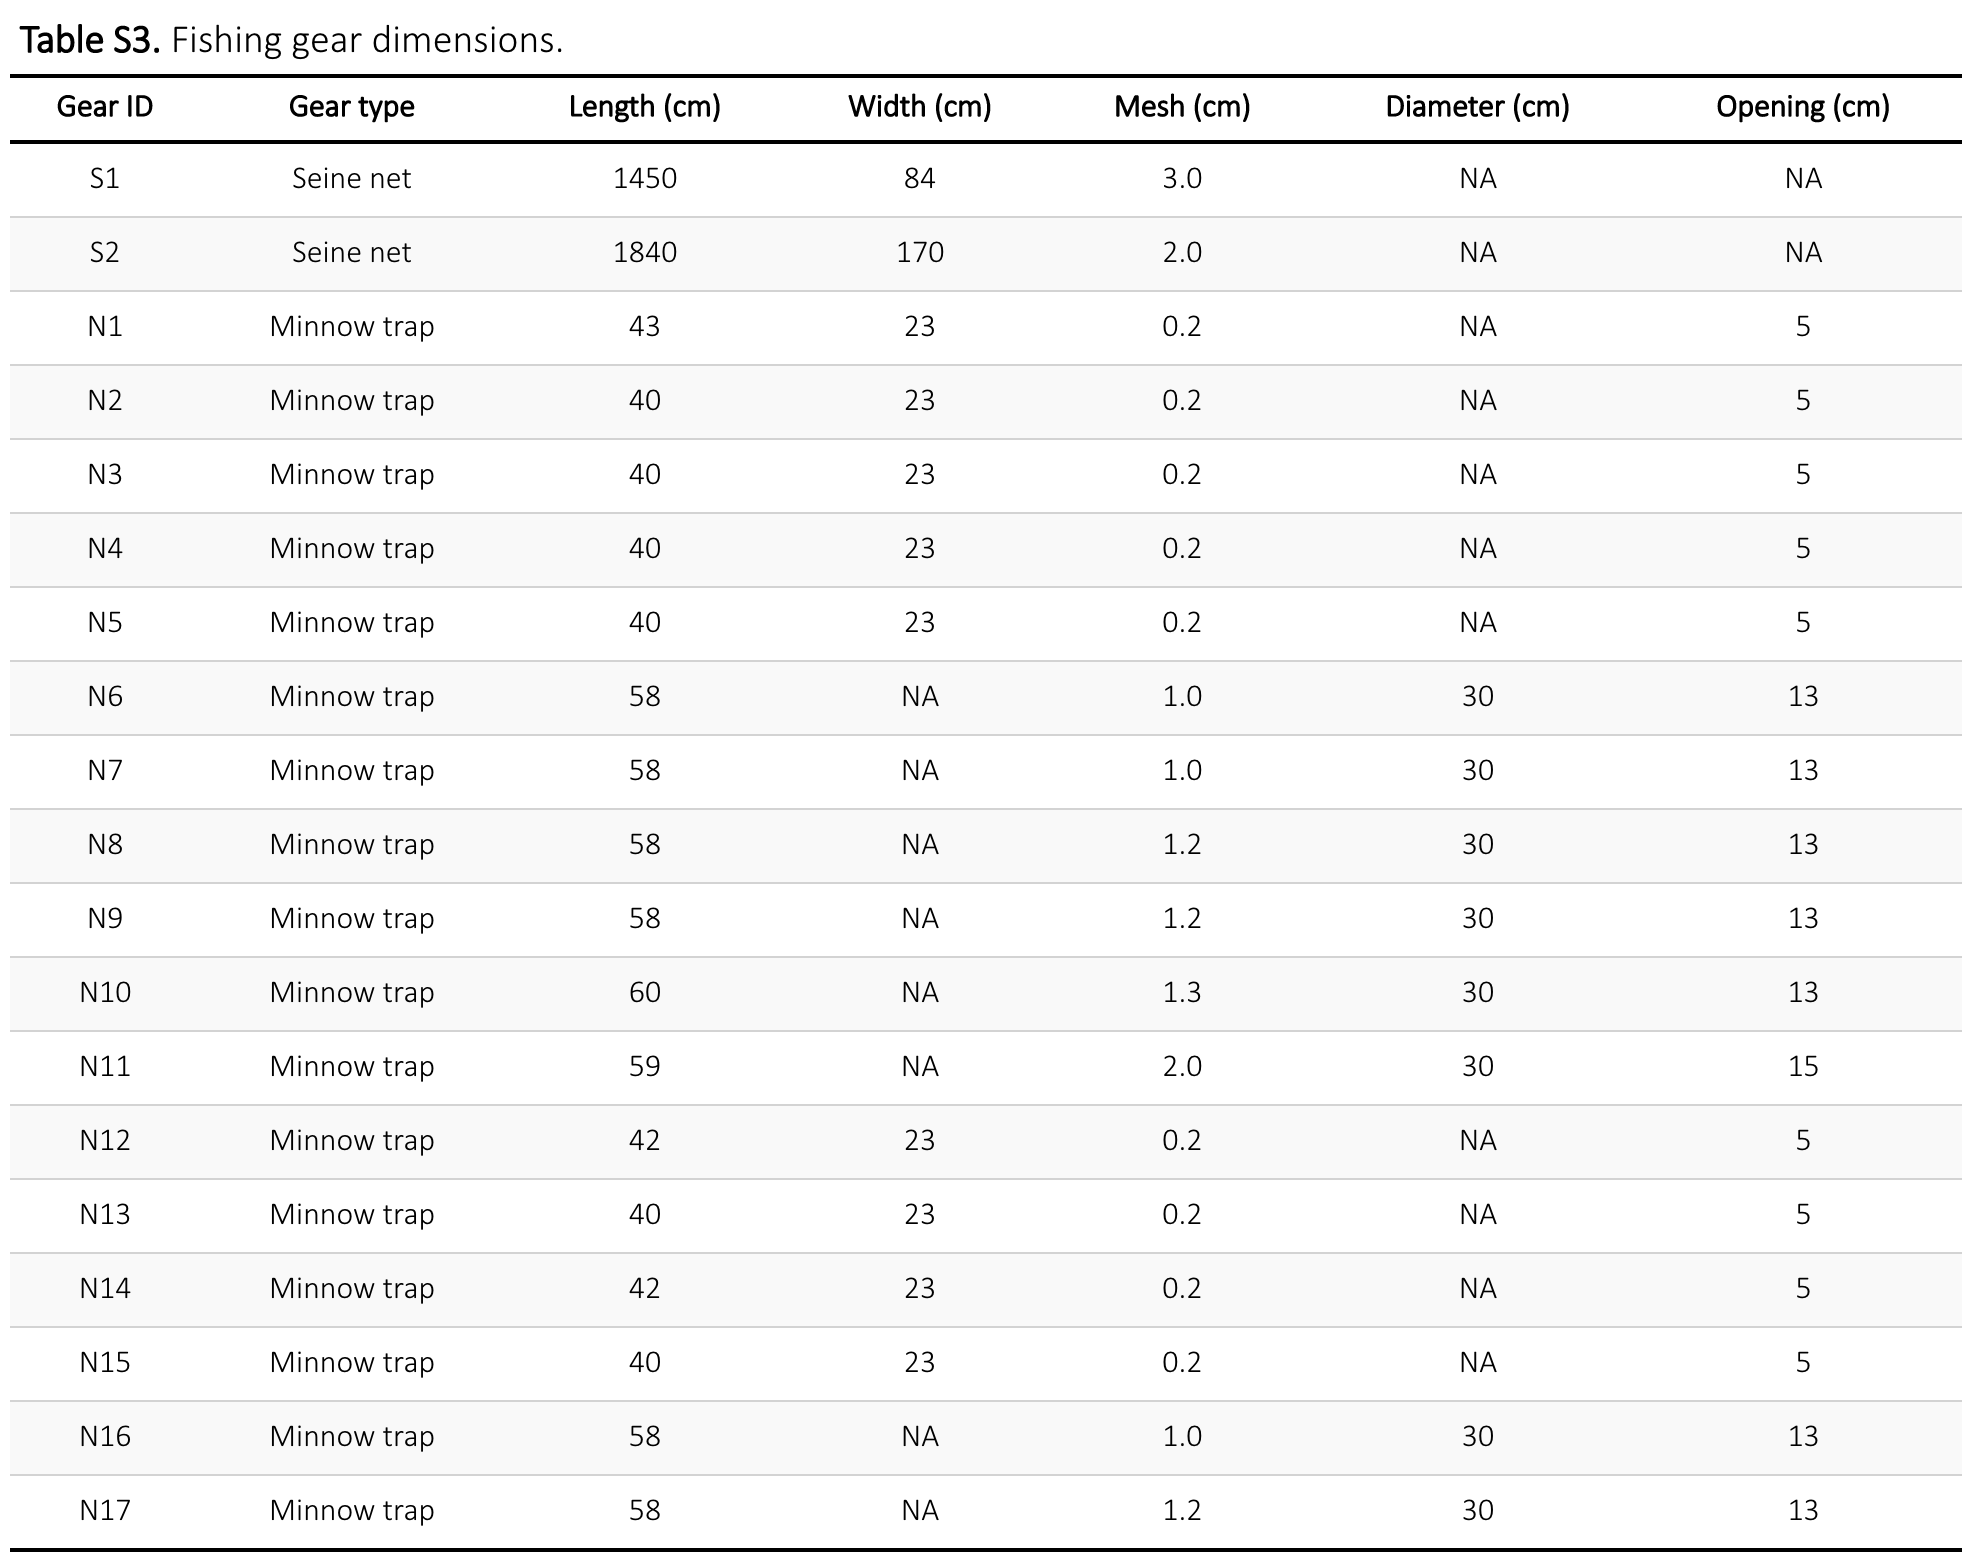 Table S3. Fishing gear dimensions.
Gear ID Gear type Length (cm) Width (cm) Mesh (cm) Diameter (cm) Opening (cm)
S1 Seine net 1450 84 3.0 NA NA
S2 Seine net 1840 170 2.0 NA NA
N1 Minnow trap 43 23 0.2 NA 5
N2 Minnow trap 40 23 0.2 NA 5
N3 Minnow trap 40 23 0.2 NA 5
N4 Minnow trap 40 23 0.2 NA 5
N5 Minnow trap 40 23 0.2 NA 5
N6 Minnow trap 58 NA 1.0 30 13
N7 Minnow trap 58 NA 1.0 30 13
N8 Minnow trap 58 NA 1.2 30 13
N9 Minnow trap 58 NA 1.2 30 13
N10 Minnow trap 60 NA 1.3 30 13
N11 Minnow trap 59 NA 2.0 30 15
N12 Minnow trap 42 23 0.2 NA 5
N13 Minnow trap 40 23 0.2 NA 5
N14 Minnow trap 42 23 0.2 NA 5
N15 Minnow trap 40 23 0.2 NA 5
N16 Minnow trap 58 NA 1.0 30 13
N17 Minnow trap 58 NA 1.2 30 13